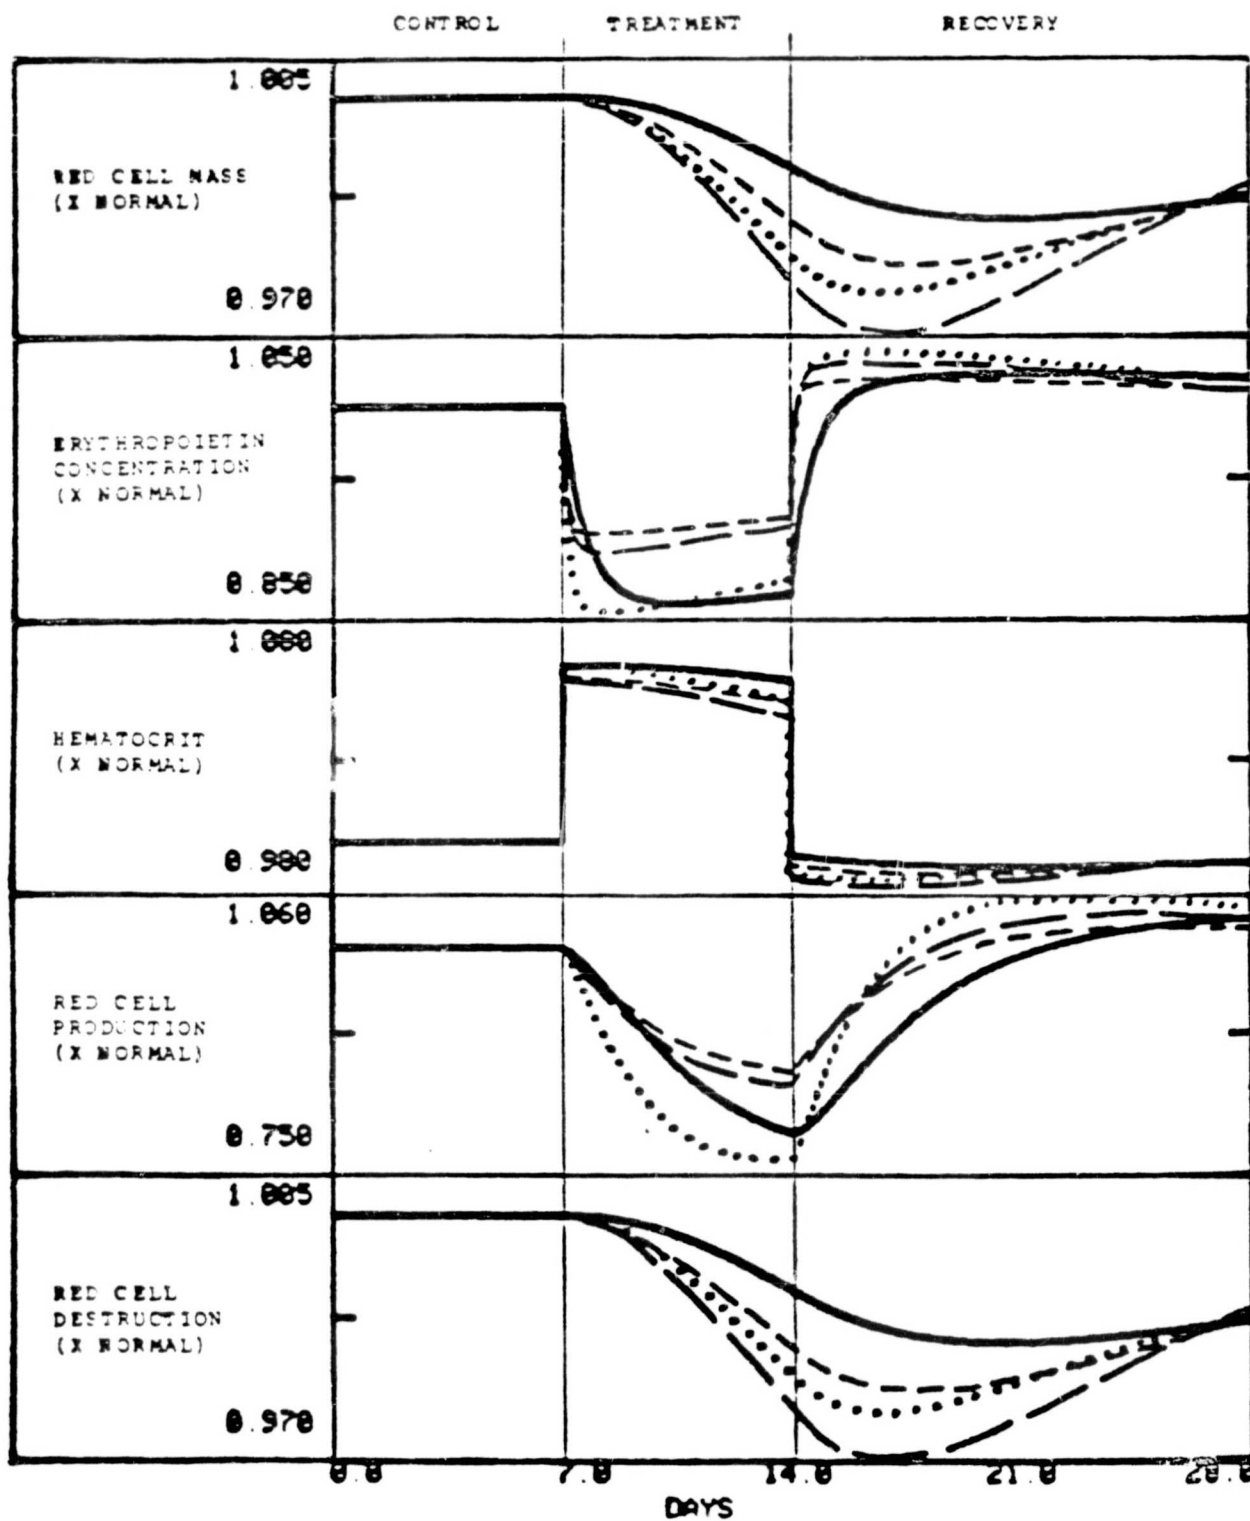 CONTROL TREATMENT RECOVERY
1.005
RED CELL MASS
(X NORMAL)
0.970
1.050
ERYTHROPOIETIN
CONCENTRATION
(X NORMAL)
0.850
1.080
HEMATOCRIT
(X NORMAL)
0.980
1.060
RED CELL
PRODUCTION
(X NORMAL)
0.750
1.005
RED CELL
DESTRUCTION
(X NORMAL)
0.970
0.0 7.0 14.0 21.0 28.0
DAYS